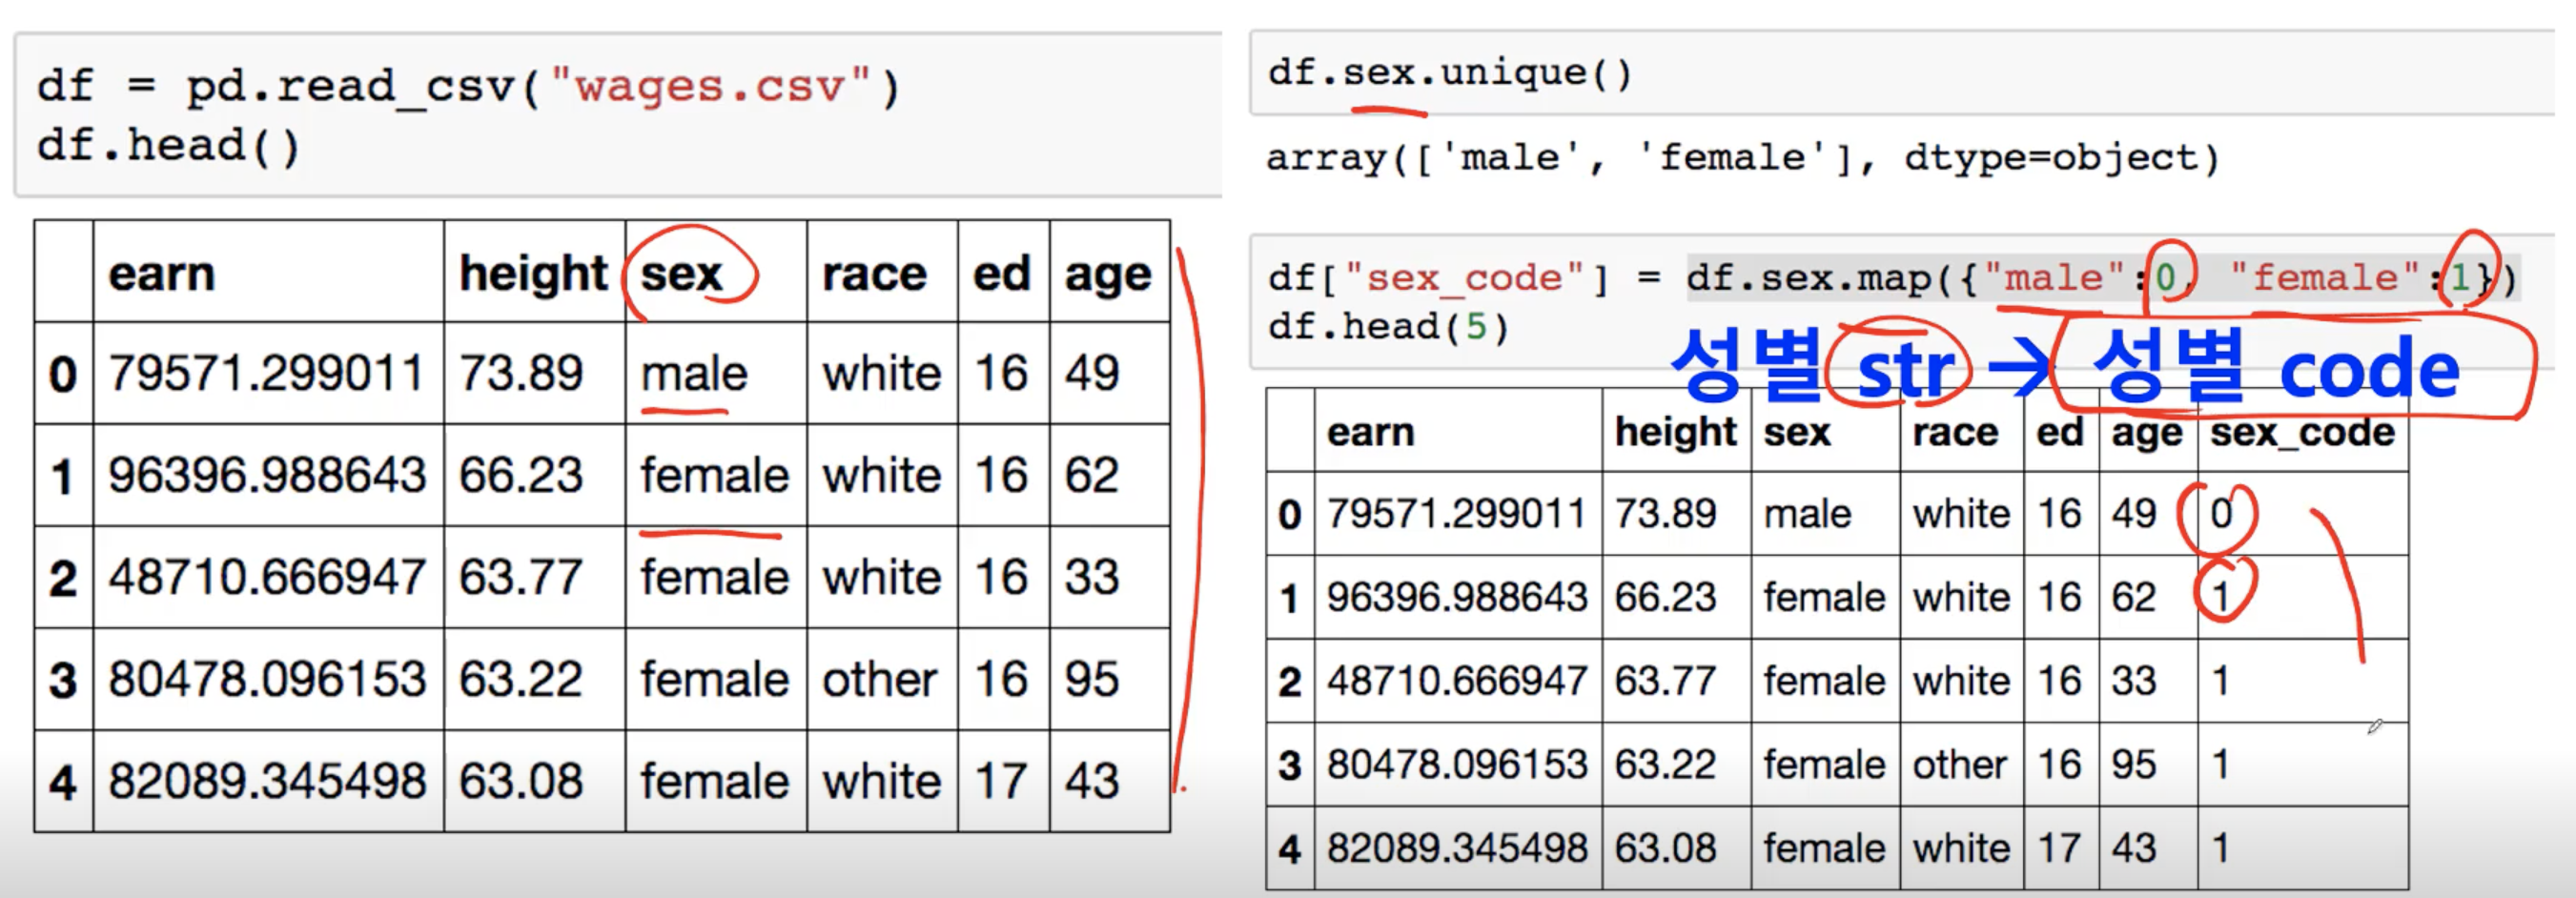 df = pd.read_csv("wages.csv")
df.head()
earn height sex race ed age
0 79571.299011 73.89 male white 16 49
1 96396.988643 66.23 female white 16 62
2 48710.666947 63.77 female white 16 33
3 80478.096153 63.22 female other 16 95
4 82089.345498 63.08 female white 17 43
df.sex.unique()
array(['male', 'female'], dtype=object)
df["sex_code"] = df.sex.map({"male":0, "female":1})
df.head(5)
성별 str → 성별 code
earn height sex race ed age sex_code
0 79571.299011 73.89 male white 16 49 0
1 96396.988643 66.23 female white 16 62 1
2 48710.666947 63.77 female white 16 33 1
3 80478.096153 63.22 female other 16 95 1
4 82089.345498 63.08 female white 17 43 1